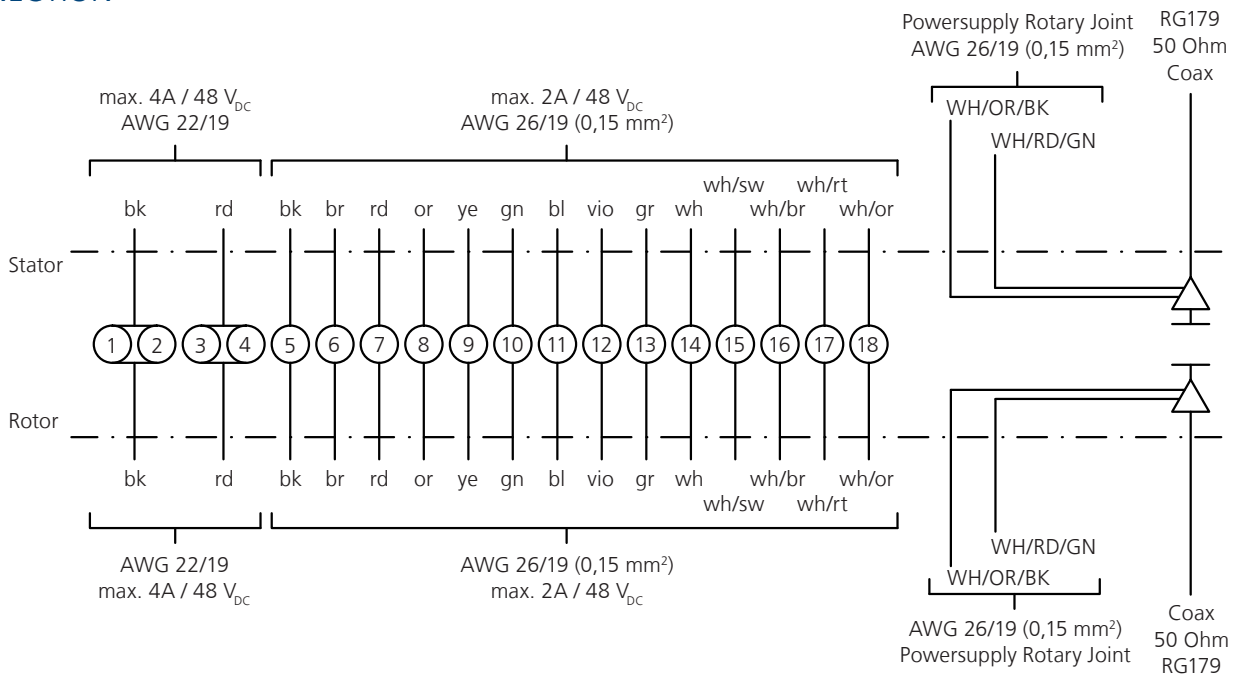 Powersupply Rotary Joint
AWG 26/19 (0,15 mm²)
RG179
50 Ohm
Coax
max. 4A / 48 V_DC
AWG 22/19
max. 2A / 48 V_DC
AWG 26/19 (0,15 mm²)
WH/OR/BK
WH/RD/GN
wh/sw wh/rt
bk rd bk br rd or ye gn bl vio gr wh wh/br wh/or
Stator
1 2 3 4 5 6 7 8 9 10 11 12 13 14 15 16 17 18
Rotor
bk rd bk br rd or ye gn bl vio gr wh wh/br wh/or
wh/sw wh/rt
AWG 22/19
max. 4A / 48 V_DC
AWG 26/19 (0,15 mm²)
max. 2A / 48 V_DC
WH/RD/GN
WH/OR/BK
AWG 26/19 (0,15 mm²)
Powersupply Rotary Joint
Coax
50 Ohm
RG179